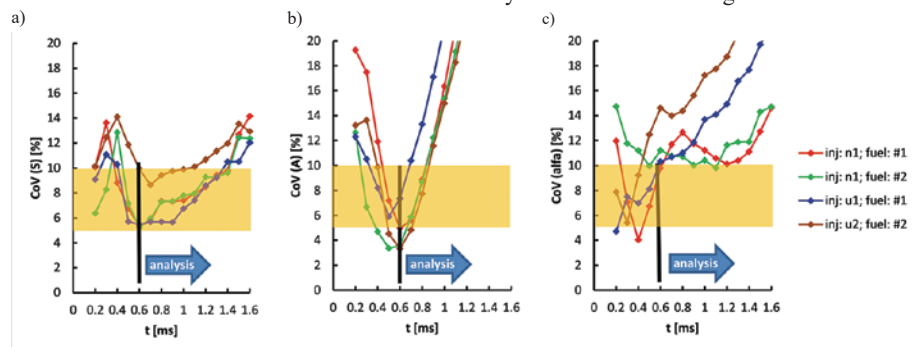 a)
20
18
16
14
12
10
8
6
4
2
0
CoV (S) [%]
analysis
0 0.2 0.4 0.6 0.8 1 1.2 1.4 1.6
t [ms]
b)
20
18
16
14
12
10
8
6
4
2
0
CoV (A) [%]
analysis
0 0.2 0.4 0.6 0.8 1 1.2 1.4 1.6
t [ms]
c)
20
18
16
14
12
10
8
6
4
2
0
CoV (alfa) [%]
analysis
0 0.2 0.4 0.6 0.8 1 1.2 1.4 1.6
t [ms]
inj: n1; fuel: #1
inj: n1; fuel: #2
inj: u1; fuel: #1
inj: u2; fuel: #2